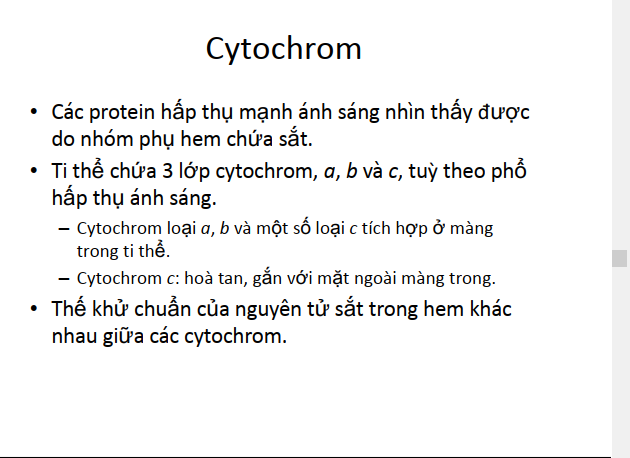 Cytochrom
• Các protein hấp thụ mạnh ánh sáng nhìn thấy được
do nhóm phụ hem chứa sắt.
• Ti thể chứa 3 lớp cytochrom, a, b và c, tuỳ theo phổ
hấp thụ ánh sáng.
– Cytochrom loại a, b và một số loại c tích hợp ở màng
trong ti thể.
– Cytochrom c: hoà tan, gắn với mặt ngoài màng trong.
• Thế khử chuẩn của nguyên tử sắt trong hem khác
nhau giữa các cytochrom.